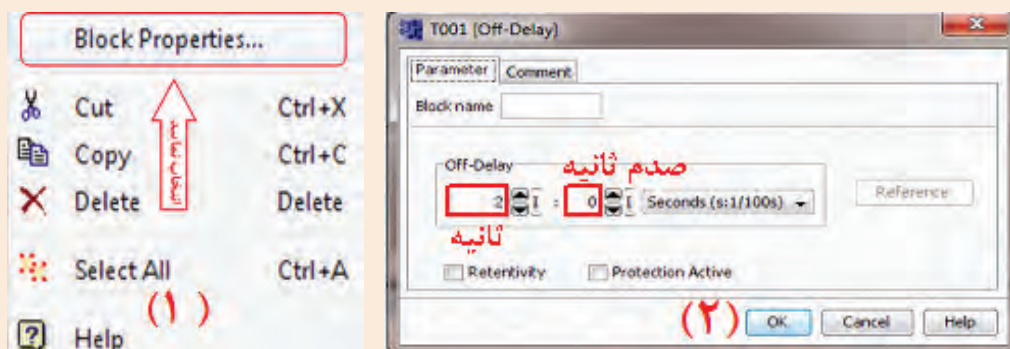 Block Properties...
Cut Ctrl+X
انتخاب نمایید
Copy Ctrl+C
Delete Delete
Select All Ctrl+A
(۱)
Help
T001 [Off-Delay]
Parameter Comment
Block name
Off-Delay
صدم ثانیه
2 : 0 Seconds (s:1/100s)
Reference
ثانیه
Retentivity Protection Active
(۲) OK Cancel Help